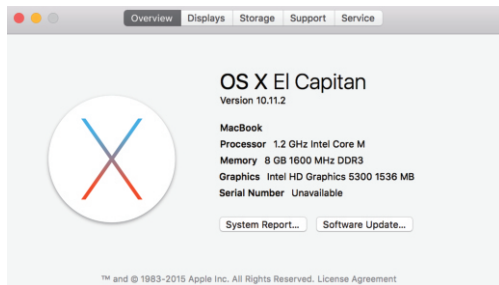 Overview Displays Storage Support Service
OS X El Capitan
Version 10.11.2
MacBook
Processor 1.2 GHz Intel Core M
Memory 8 GB 1600 MHz DDR3
Graphics Intel HD Graphics 5300 1536 MB
Serial Number Unavailable
System Report... Software Update...
™ and © 1983-2015 Apple Inc. All Rights Reserved. License Agreement